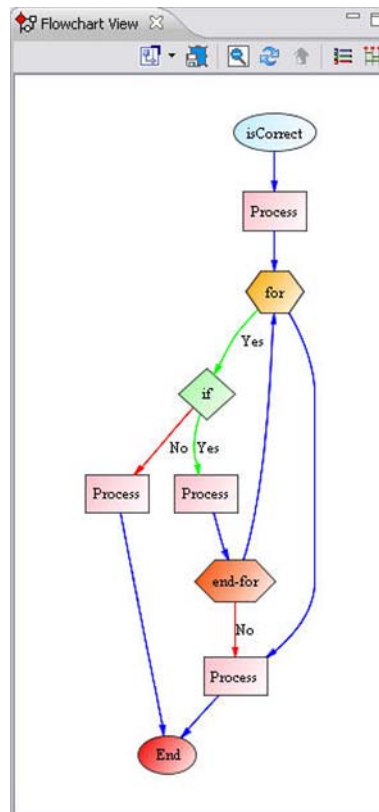 Flowchart View
isCorrect
Process
for
Yes
if
No Yes
Process Process
end-for
No
Process
End